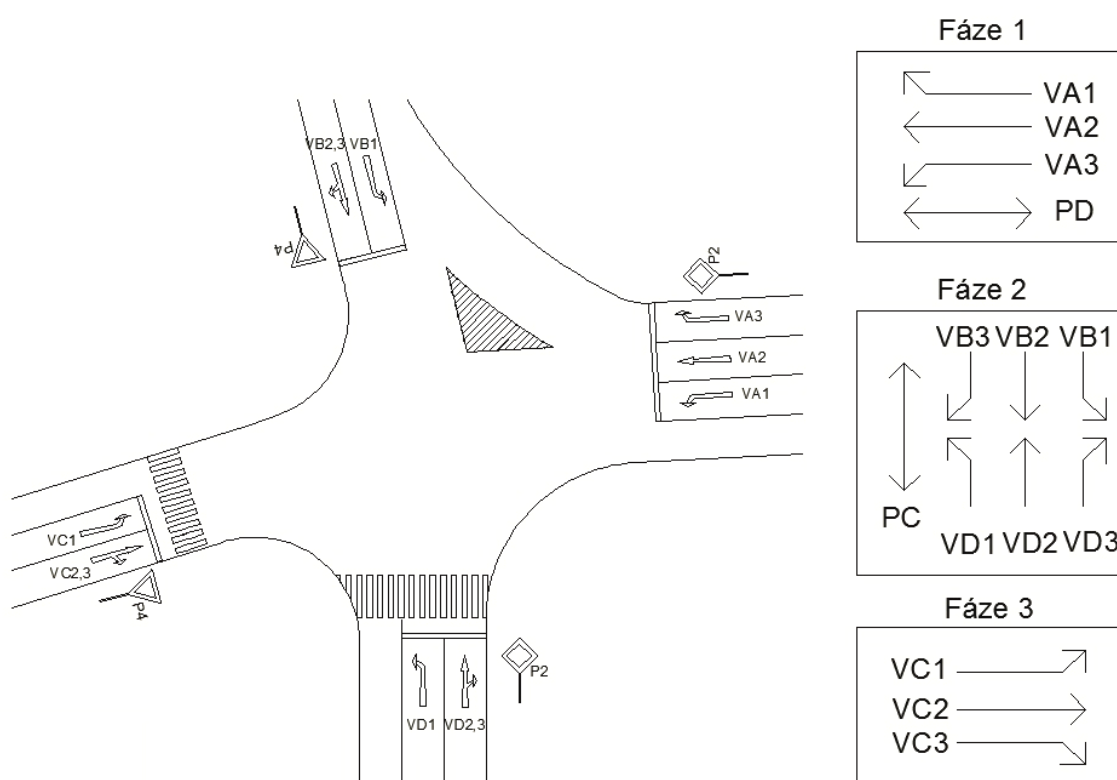 VB2,3 VB1
P4
P2
VA3
VA2
VA1
VC1
VC2,3
P4
P2
VD1 VD2,3
Fáze 1
VA1
VA2
VA3
PD
Fáze 2
VB3 VB2 VB1
PC
VD1 VD2 VD3
Fáze 3
VC1
VC2
VC3